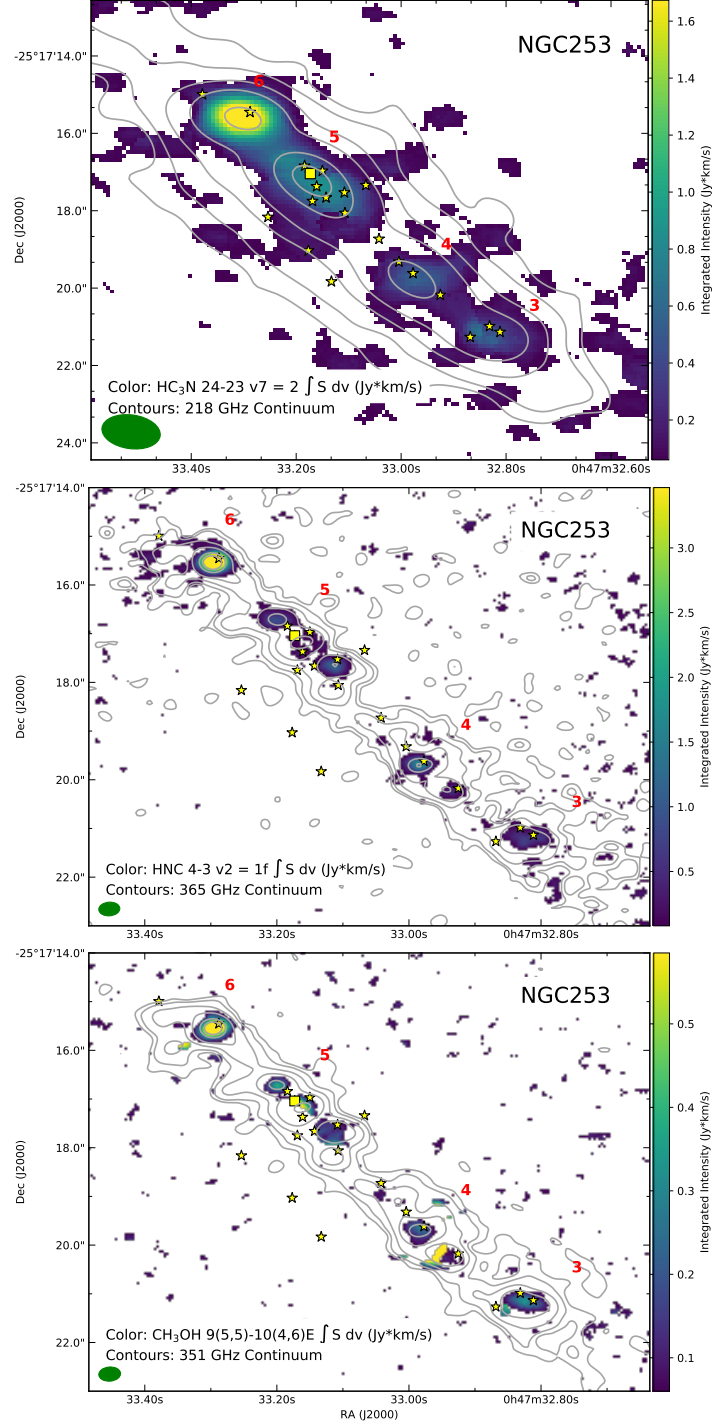 NGC253
6
5
4
3
-25°17'14.0"
16.0"
18.0"
20.0"
22.0"
24.0"
Dec (J2000)
Color: HC₃N 24-23 v7 = 2 ∫ S dv (Jy*km/s)
Contours: 218 GHz Continuum
33.40s 33.20s 33.00s 32.80s 0h47m32.60s
1.6
1.4
1.2
1.0
0.8
0.6
0.4
0.2
Integrated Intensity (Jy*km/s)
NGC253
6
5
4
3
-25°17'14.0"
16.0"
18.0"
20.0"
22.0"
Dec (J2000)
Color: HNC 4-3 v2 = 1f ∫ S dv (Jy*km/s)
Contours: 365 GHz Continuum
33.40s 33.20s 33.00s 0h47m32.80s
3.0
2.5
2.0
1.5
1.0
0.5
Integrated Intensity (Jy*km/s)
NGC253
6
5
4
3
-25°17'14.0"
16.0"
18.0"
20.0"
22.0"
Dec (J2000)
Color: CH₃OH 9(5,5)-10(4,6)E ∫ S dv (Jy*km/s)
Contours: 351 GHz Continuum
33.40s 33.20s 33.00s 0h47m32.80s
RA (J2000)
0.5
0.4
0.3
0.2
0.1
Integrated Intensity (Jy*km/s)